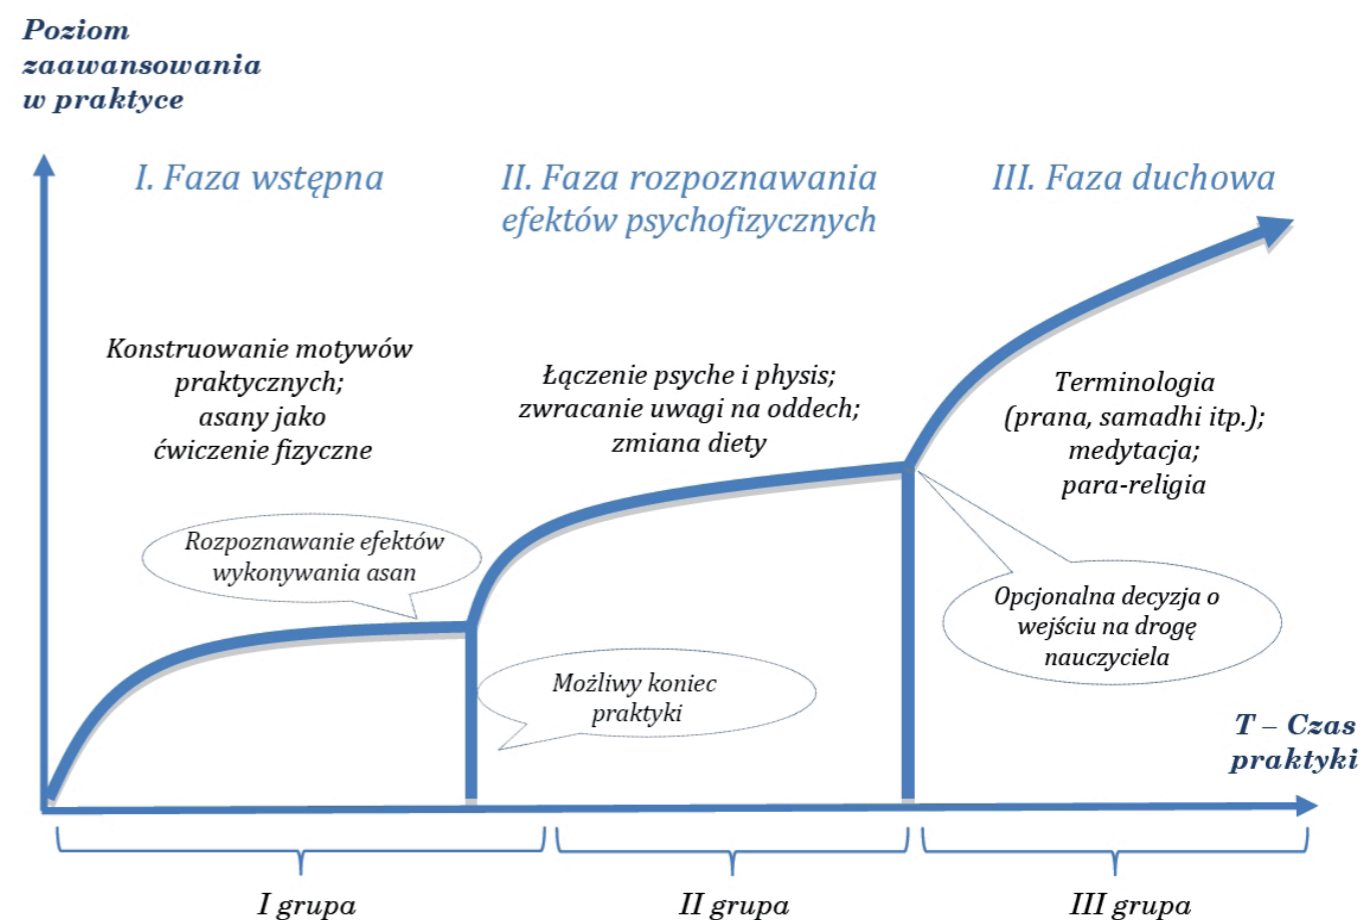 Poziom
zaawansowania
w praktyce
I. Faza wstępna
II. Faza rozpoznawania
efektów psychofizycznych
III. Faza duchowa
Konstruowanie motywów
praktycznych;
asany jako
ćwiczenie fizyczne
Łączenie psyche i physis;
zwracanie uwagi na oddech;
zmiana diety
Terminologia
(prana, samadhi itp.);
medytacja;
para-religia
Rozpoznawanie efektów
wykonywania asan
Możliwy koniec
praktyki
Opcjonalna decyzja o
wejściu na drogę
nauczyciela
T – Czas
praktyki
I grupa
II grupa
III grupa